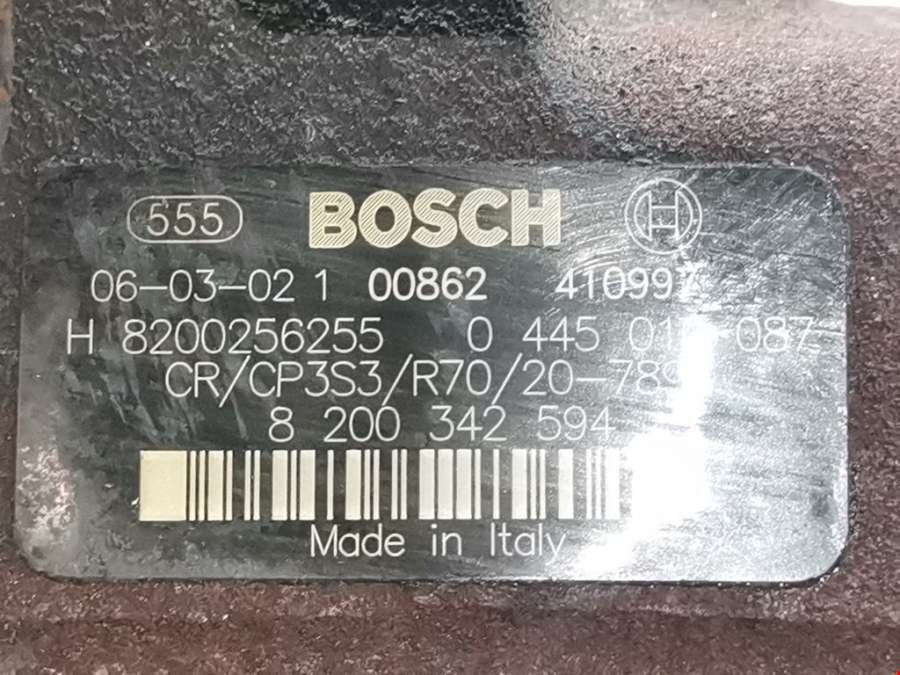 555 BOSCH H
06-03-02 1 00862 410997
H 8200256255 0 445 087
CR/CP3S3/R70/20-789
8 200 342 594
Made in Italy